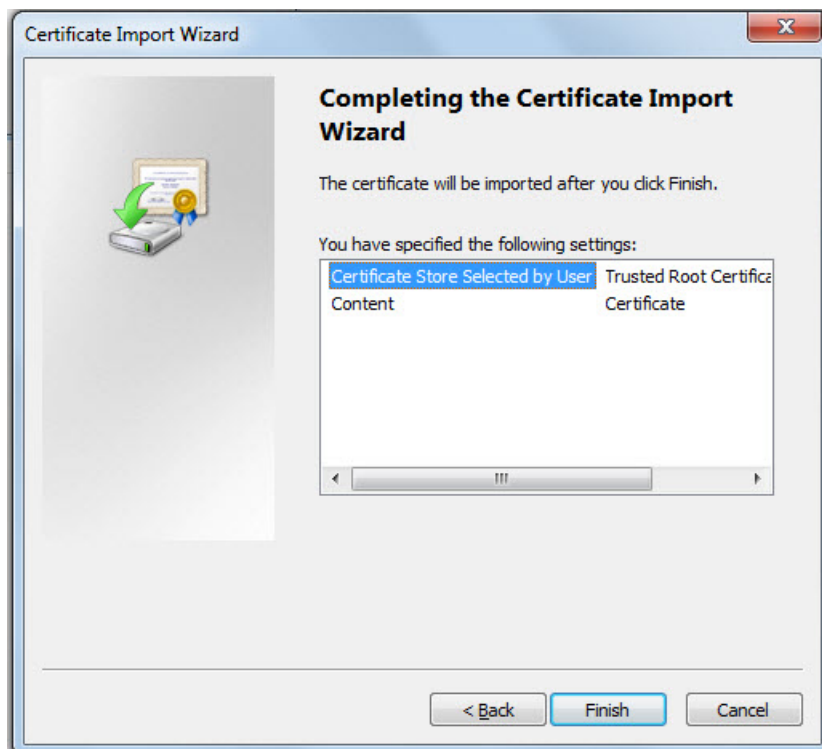 Certificate Import Wizard
Completing the Certificate Import
Wizard
The certificate will be imported after you click Finish.
You have specified the following settings:
Certificate Store Selected by User Trusted Root Certifica
Content Certificate
< Back Finish Cancel